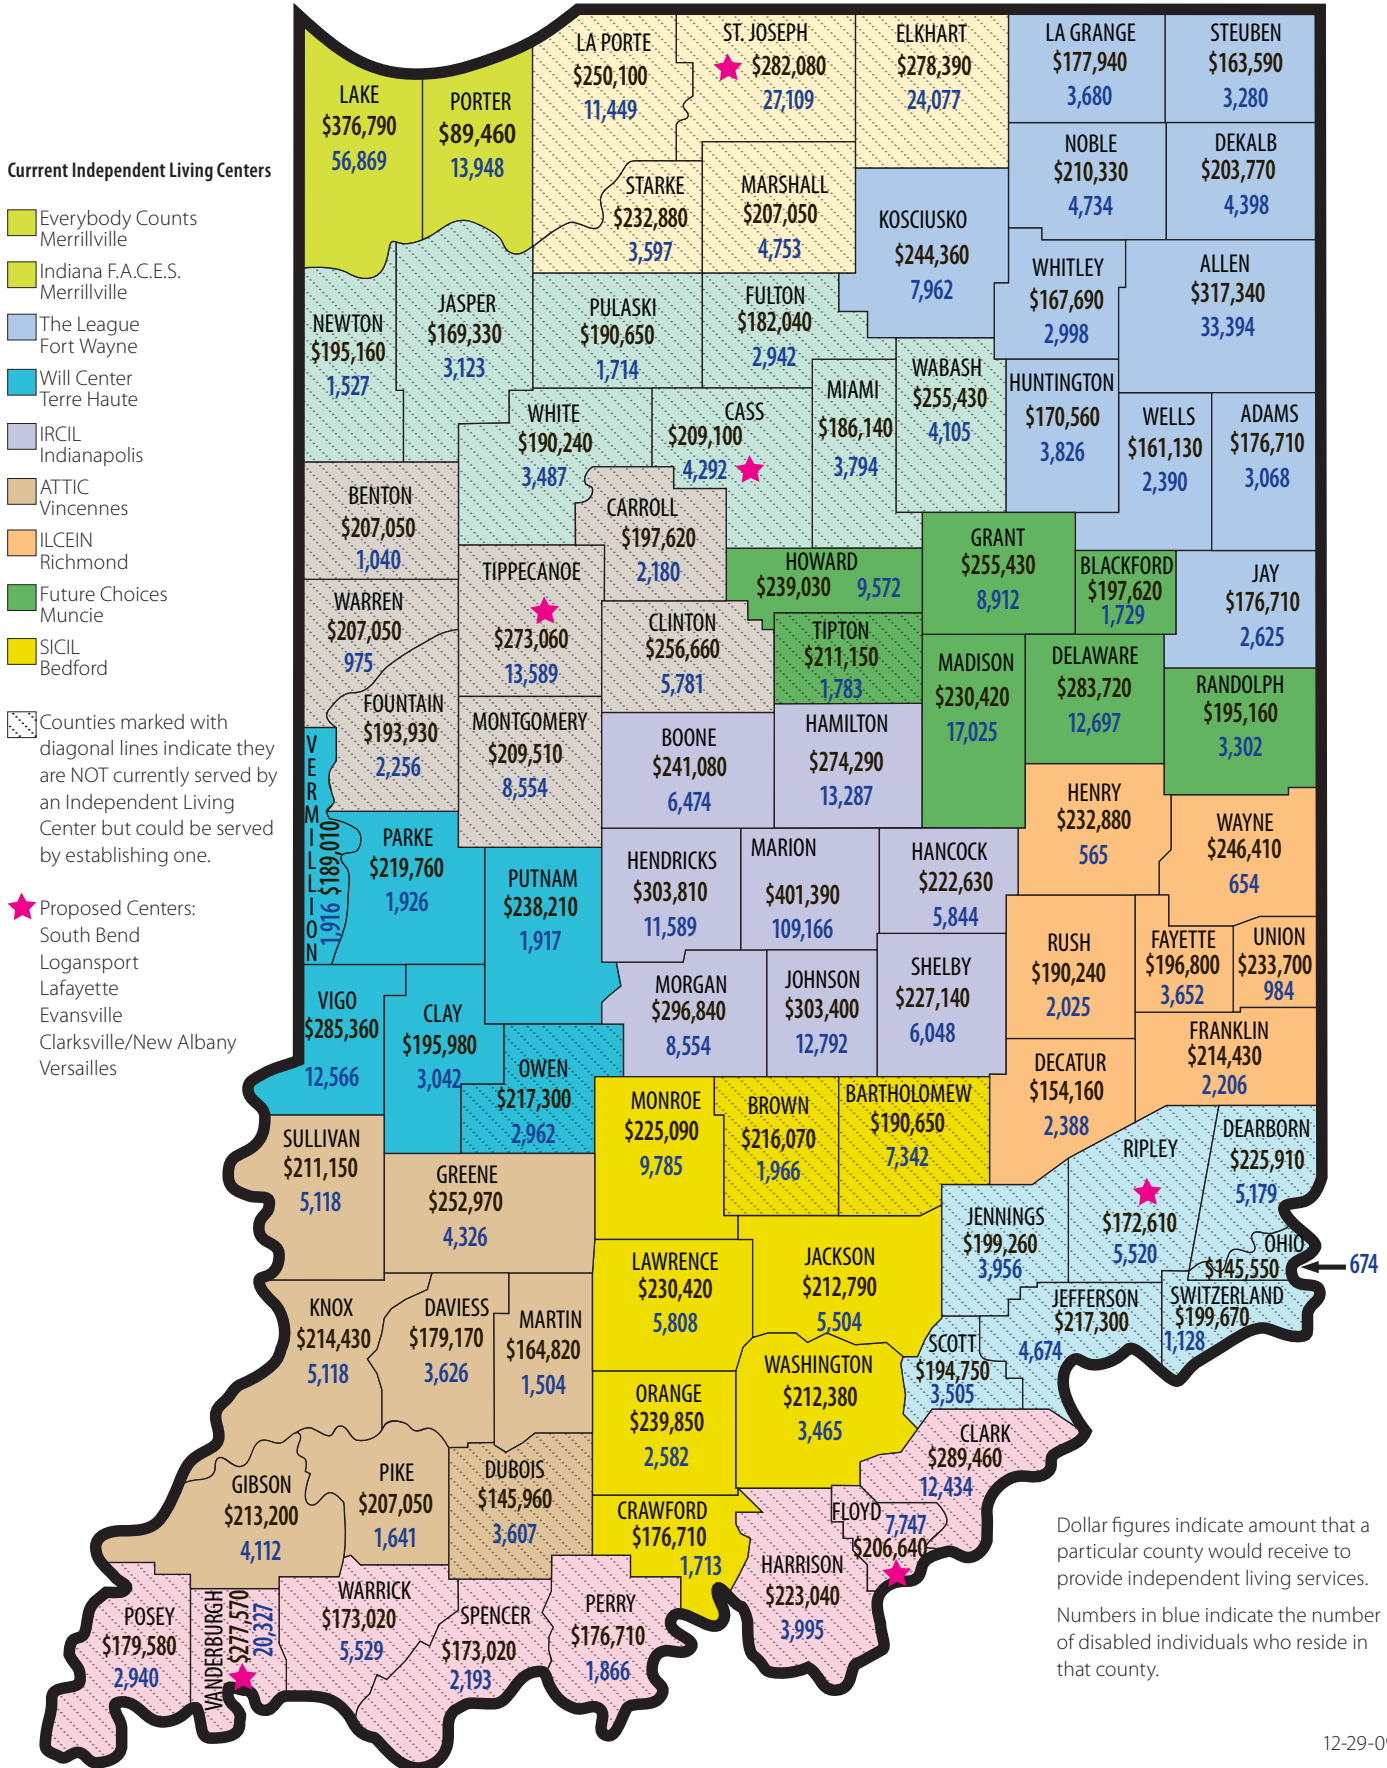 Currrent Independent Living Centers
Everybody Counts
Merrillville
Indiana F.A.C.E.S.
Merrillville
The League
Fort Wayne
Will Center
Terre Haute
IRCIL
Indianapolis
ATTIC
Vincennes
ILCEIN
Richmond
Future Choices
Muncie
SICIL
Bedford
Counties marked with
diagonal lines indicate they
are NOT currently served by
an Independent Living
Center but could be served
by establishing one.
Proposed Centers:
South Bend
Logansport
Lafayette
Evansville
Clarksville/New Albany
Versailles
LAKE
$376,790
56,869
PORTER
$89,460
13,948
LA PORTE
$250,100
11,449
ST. JOSEPH
$282,080
27,109
ELKHART
$278,390
24,077
LA GRANGE
$177,940
3,680
STEUBEN
$163,590
3,280
NOBLE
$210,330
4,734
DEKALB
$203,770
4,398
STARKE
$232,880
3,597
MARSHALL
$207,050
4,753
KOSCIUSKO
$244,360
7,962
WHITLEY
$167,690
2,998
ALLEN
$317,340
33,394
NEWTON
$195,160
1,527
JASPER
$169,330
3,123
PULASKI
$190,650
1,714
FULTON
$182,040
2,942
MIAMI
$186,140
3,794
WABASH
$255,430
4,105
HUNTINGTON
$170,560
3,826
WELLS
$161,130
2,390
ADAMS
$176,710
3,068
WHITE
$190,240
3,487
CASS
$209,100
4,292
BENTON
$207,050
1,040
CARROLL
$197,620
2,180
TIPPECANOE
$273,060
13,589
WARREN
$207,050
975
HOWARD
$239,030 9,572
GRANT
$255,430
8,912
BLACKFORD
$197,620
1,729
JAY
$176,710
2,625
CLINTON
$256,660
5,781
TIPTON
$211,150
1,783
MADISON
$230,420
17,025
DELAWARE
$283,720
12,697
RANDOLPH
$195,160
3,302
FOUNTAIN
$193,930
2,256
MONTGOMERY
$209,510
8,554
BOONE
$241,080
6,474
HAMILTON
$274,290
13,287
HENRY
$232,880
565
WAYNE
$246,410
654
VERMILLION
$189,010
1,916
PARKE
$219,760
1,926
PUTNAM
$238,210
1,917
HENDRICKS
$303,810
11,589
MARION
$401,390
109,166
HANCOCK
$222,630
5,844
RUSH
$190,240
2,025
FAYETTE
$196,800
3,652
UNION
$233,700
984
VIGO
$285,360
12,566
CLAY
$195,980
3,042
OWEN
$217,300
2,962
MORGAN
$296,840
8,554
JOHNSON
$303,400
12,792
SHELBY
$227,140
6,048
DECATUR
$154,160
2,388
FRANKLIN
$214,430
2,206
SULLIVAN
$211,150
5,118
GREENE
$252,970
4,326
MONROE
$225,090
9,785
BROWN
$216,070
1,966
BARTHOLOMEW
$190,650
7,342
RIPLEY
$172,610
5,520
DEARBORN
$225,910
5,179
JENNINGS
$199,260
3,956
OHIO
$145,550
674
LAWRENCE
$230,420
5,808
JACKSON
$212,790
5,504
JEFFERSON
$217,300
4,674
SWITZERLAND
$199,670
1,128
KNOX
$214,430
5,118
DAVIESS
$179,170
3,626
MARTIN
$164,820
1,504
SCOTT
$194,750
3,505
WASHINGTON
$212,380
3,465
ORANGE
$239,850
2,582
CLARK
$289,460
12,434
GIBSON
$213,200
4,112
PIKE
$207,050
1,641
DUBOIS
$145,960
3,607
CRAWFORD
$176,710
1,713
FLOYD
7,747
$206,640
HARRISON
$223,040
3,995
POSEY
$179,580
2,940
VANDERBURGH
$277,570
20,327
WARRICK
$173,020
5,529
SPENCER
$173,020
2,193
PERRY
$176,710
1,866
Dollar figures indicate amount that a
particular county would receive to
provide independent living services.
Numbers in blue indicate the number
of disabled individuals who reside in
that county.
12-29-09